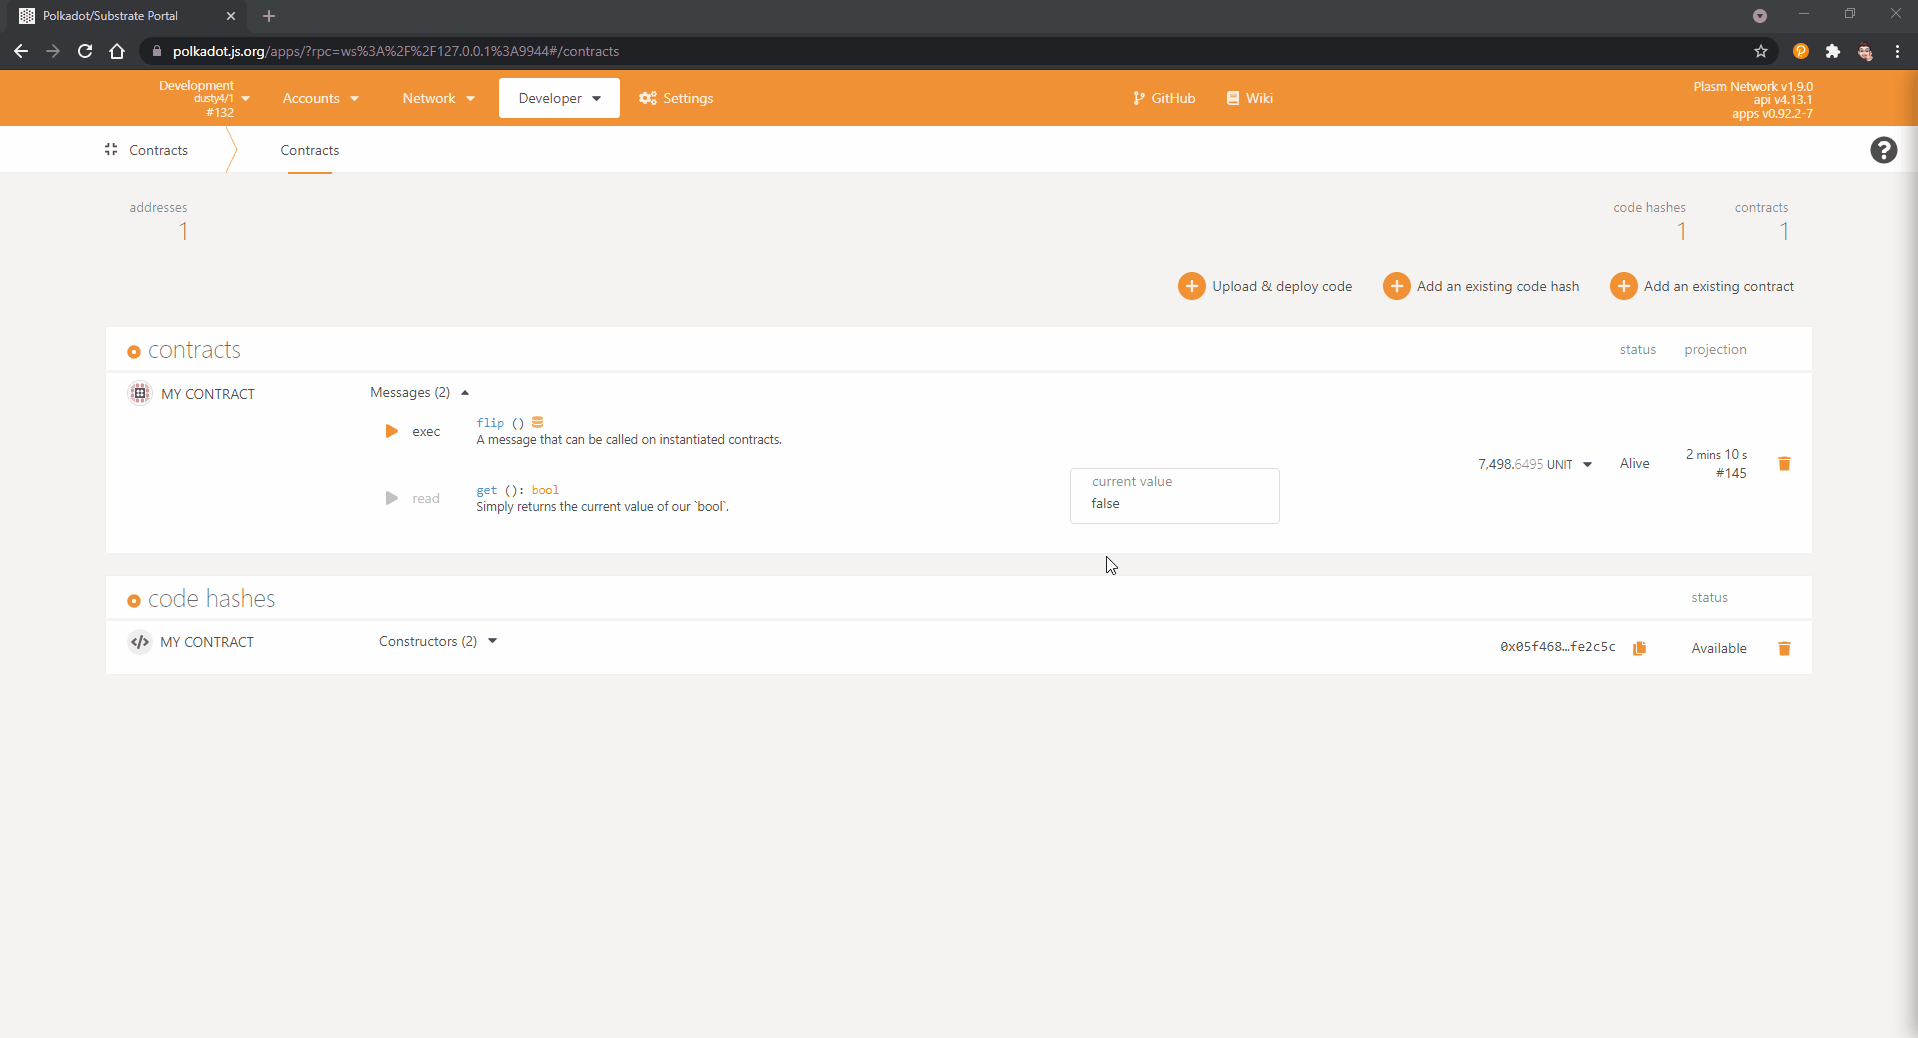 Polkadot/Substrate Portal
polkadot.js.org/apps/?rpc=ws%3A%2F%2F127.0.0.1%3A9944#/contracts
Development
dusty4/1
#132
Accounts
Network
Developer
Settings
GitHub
Wiki
Plasm Network v1.9.0
api v4.13.1
apps v0.92.2-7
Contracts
Contracts
addresses
1
code hashes
1
contracts
1
Upload & deploy code
Add an existing code hash
Add an existing contract
contracts
status
projection
MY CONTRACT
Messages (2)
exec
flip ()
A message that can be called on instantiated contracts.
read
get (): bool
Simply returns the current value of our `bool`.
current value
false
7,498.6495 UNIT
Alive
2 mins 10 s
#145
code hashes
status
MY CONTRACT
Constructors (2)
0x05f468…fe2c5c
Available